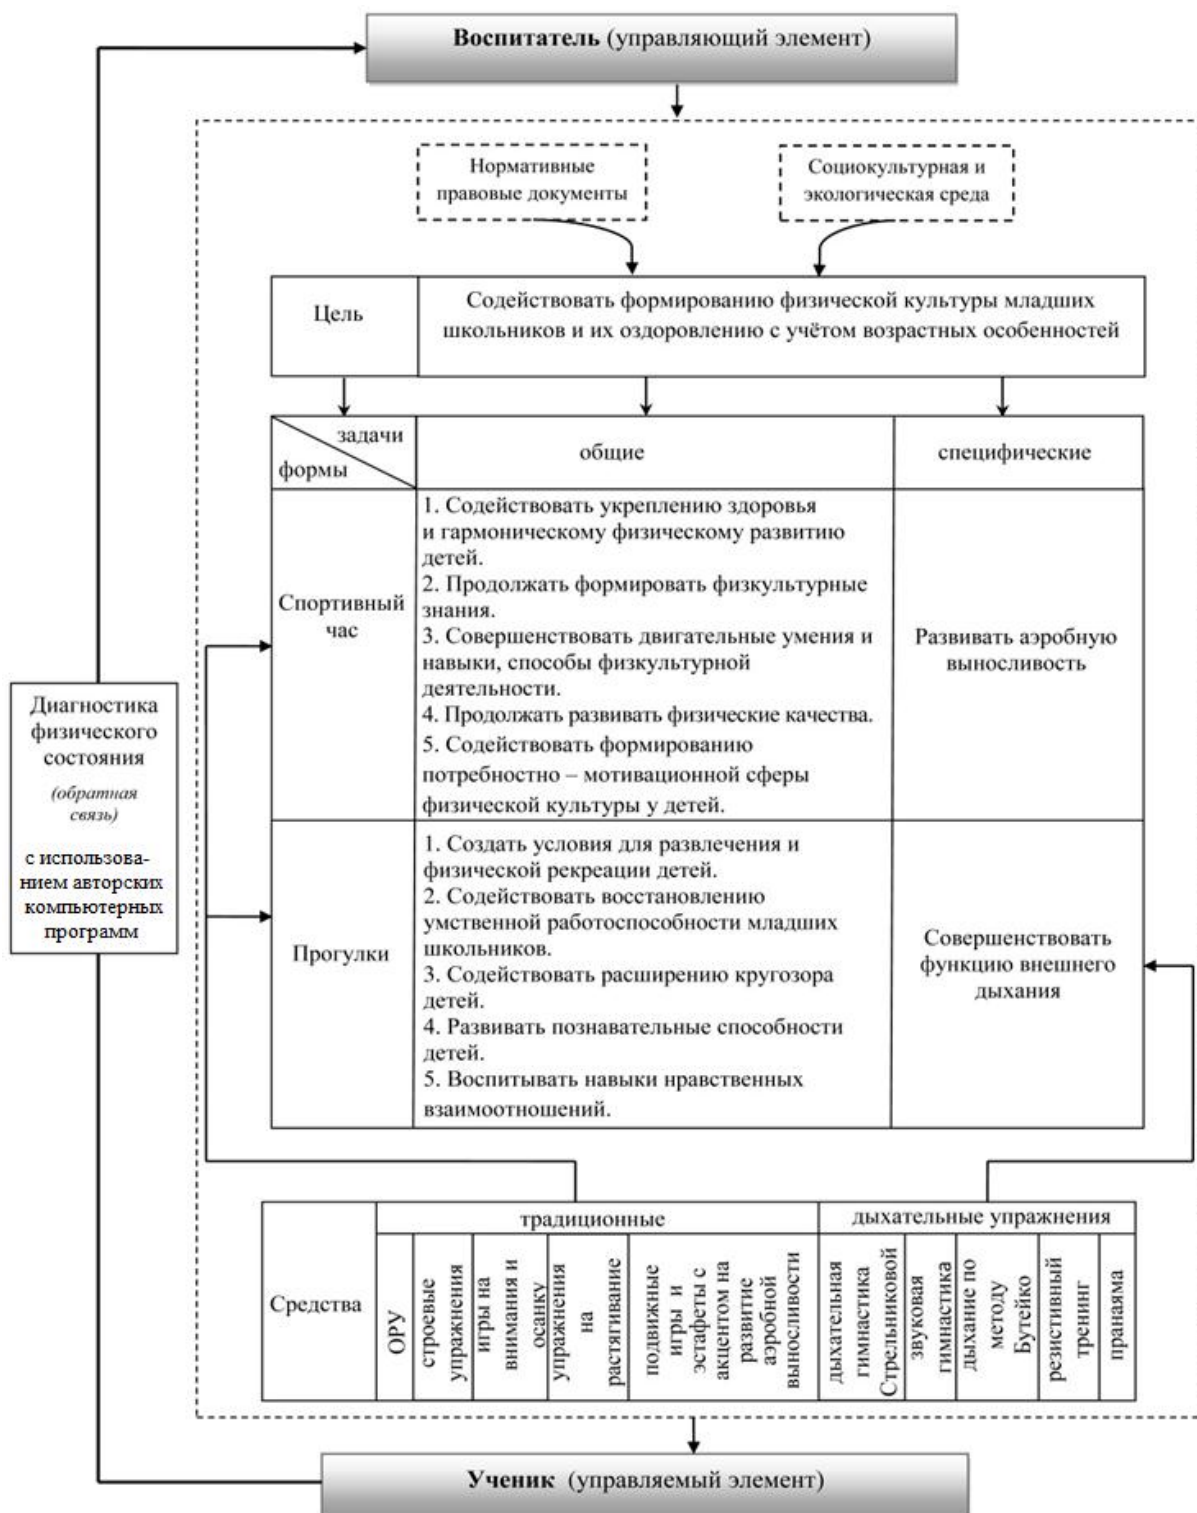 Воспитатель (управляющий элемент)
Нормативные
правовые документы
Социокультурная и
экологическая среда
Цель
Содействовать формированию физической культуры младших
школьников и их оздоровлению с учётом возрастных особенностей
задачи
формы
общие
специфические
Спортивный
час
1. Содействовать укреплению здоровья
и гармоническому физическому развитию
детей.
2. Продолжать формировать физкультурные
знания.
3. Совершенствовать двигательные умения и
навыки, способы физкультурной
деятельности.
4. Продолжать развивать физические качества.
5. Содействовать формированию
потребностно – мотивационной сферы
физической культуры у детей.
Развивать аэробную
выносливость
Диагностика
физического
состояния
(обратная
связь)
с использова-
нием авторских
компьютерных
программ
Прогулки
1. Создать условия для развлечения и
физической рекреации детей.
2. Содействовать восстановлению
умственной работоспособности младших
школьников.
3. Содействовать расширению кругозора
детей.
4. Развивать познавательные способности
детей.
5. Воспитывать навыки нравственных
взаимоотношений.
Совершенствовать
функцию внешнего
дыхания
Средства
традиционные
дыхательные упражнения
ОРУ
строевые
упражнения
игры на
внимания и
осанку
упражнения
на
растягивание
подвижные
игры и
эстафеты с
акцентом на
развитие
аэробной
выносливости
дыхательная
гимнастика
Стрельниковой
звуковая
гимнастика
дыхание по
методу
Бутейко
резистивный
тренинг
пранаяма
Ученик (управляемый элемент)